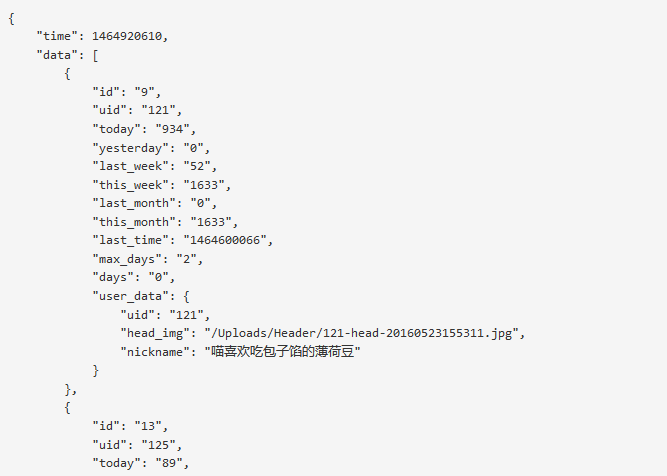 {
    "time": 1464920610,
    "data": [
        {
            "id": "9",
            "uid": "121",
            "today": "934",
            "yesterday": "0",
            "last_week": "52",
            "this_week": "1633",
            "last_month": "0",
            "this_month": "1633",
            "last_time": "1464600066",
            "max_days": "2",
            "days": "0",
            "user_data": {
                "uid": "121",
                "head_img": "/Uploads/Header/121-head-20160523155311.jpg",
                "nickname": "喵喜欢吃包子馅的薄荷豆"
            }
        },
        {
            "id": "13",
            "uid": "125",
            "today": "89",